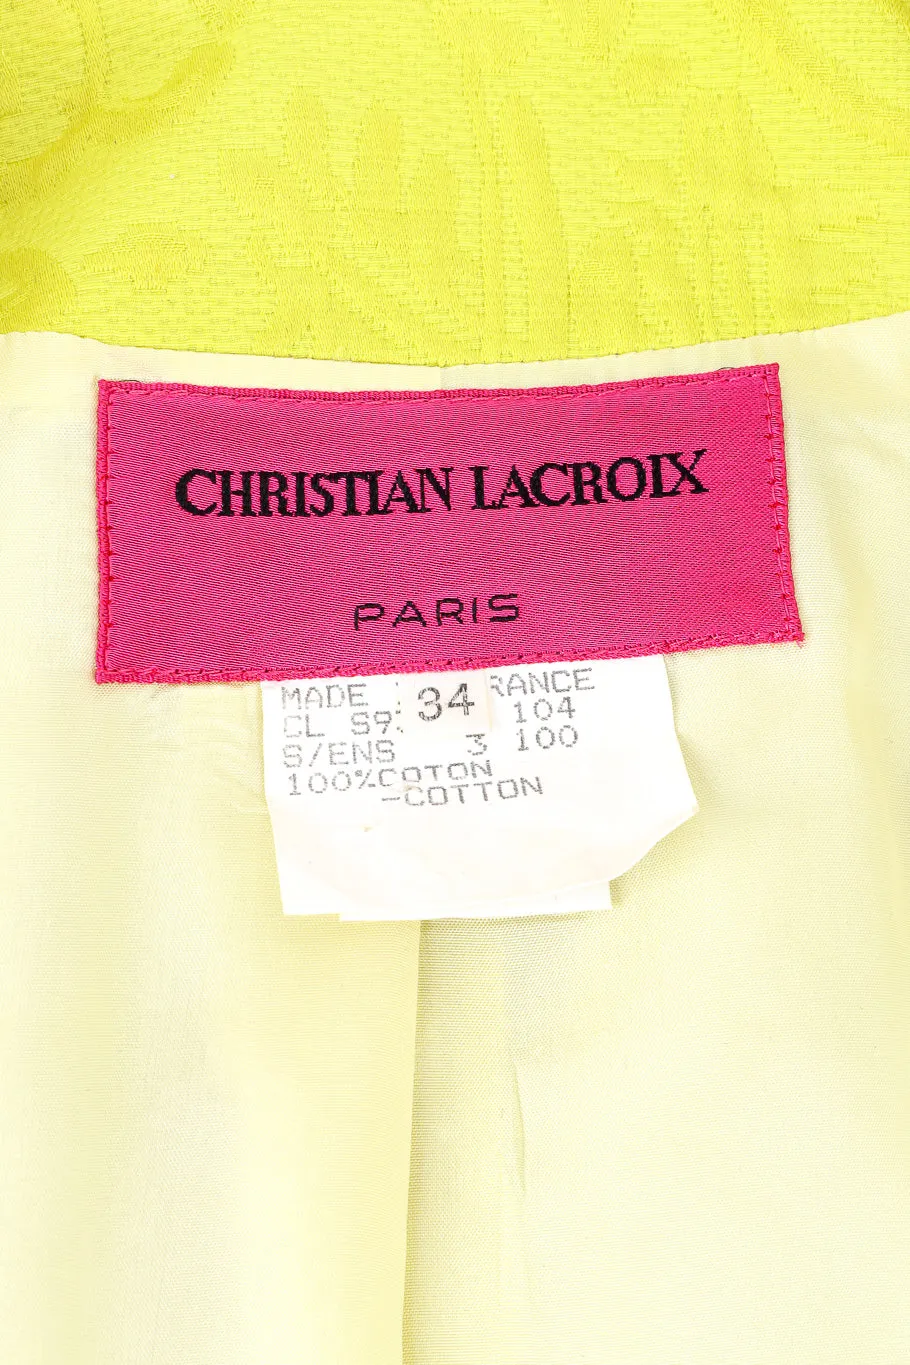 CHRISTIAN LACROIX
PARIS
MADE RANCE
34
CL S9 104
S/ENS 3 100
100%COTON
-COTTON